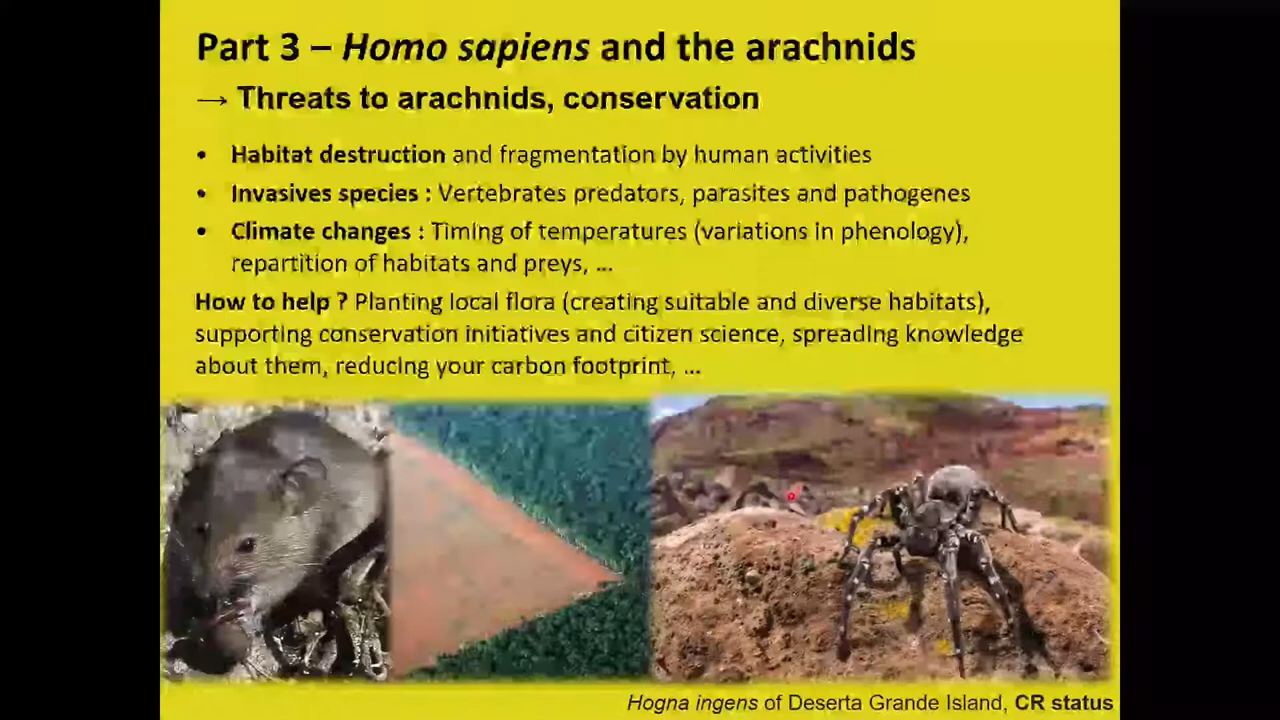 Part 3 – Homo sapiens and the arachnids
→ Threats to arachnids, conservation
• Habitat destruction and fragmentation by human activities
• Invasives species : Vertebrates predators, parasites and pathogenes
• Climate changes : Timing of temperatures (variations in phenology),
repartition of habitats and preys, ...
How to help ? Planting local flora (creating suitable and diverse habitats),
supporting conservation initiatives and citizen science, spreading knowledge
about them, reducing your carbon footprint, ...
Hogna ingens of Deserta Grande Island, CR status